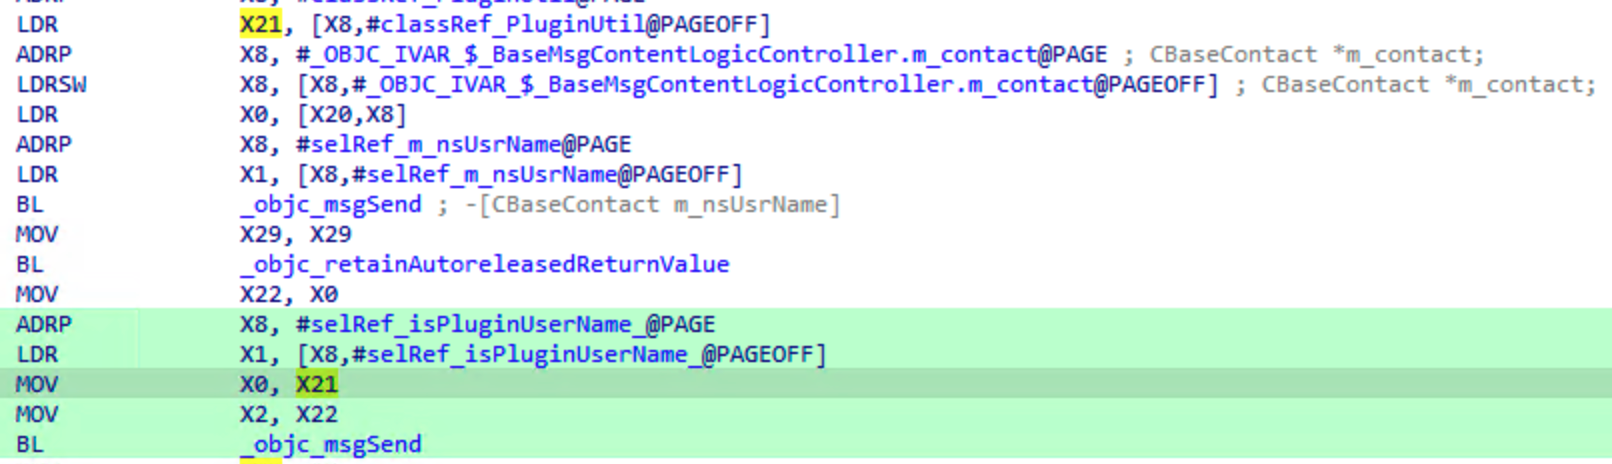 LDR X21, [X8,#classRef_PluginUtil@PAGEOFF]
ADRP X8, #_OBJC_IVAR_$_BaseMsgContentLogicController.m_contact@PAGE ; CBaseContact *m_contact;
LDRSW X8, [X8,#_OBJC_IVAR_$_BaseMsgContentLogicController.m_contact@PAGEOFF] ; CBaseContact *m_contact;
LDR X0, [X20,X8]
ADRP X8, #selRef_m_nsUsrName@PAGE
LDR X1, [X8,#selRef_m_nsUsrName@PAGEOFF]
BL _objc_msgSend ; -[CBaseContact m_nsUsrName]
MOV X29, X29
BL _objc_retainAutoreleasedReturnValue
MOV X22, X0
ADRP X8, #selRef_isPluginUserName_@PAGE
LDR X1, [X8,#selRef_isPluginUserName_@PAGEOFF]
MOV X0, X21
MOV X2, X22
BL _objc_msgSend